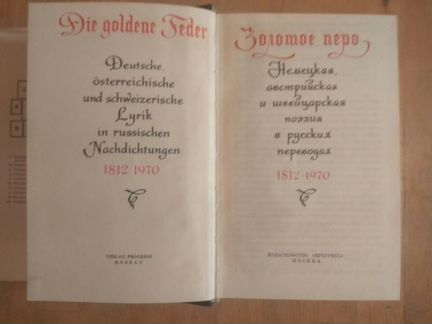 Die goldene Feder
Deutsche,
österreichische
und schweizerische
Lyrik
in russischen
Nachdichtungen
1812-1970
VERLAG PROGRESS
MOSKAU
Золотое перо
Немецкая,
австрийская
и швейцарская
поэзия
в русских
переводах
1812-1970
ИЗДАТЕЛЬСТВО «ПРОГРЕСС»
МОСКВА